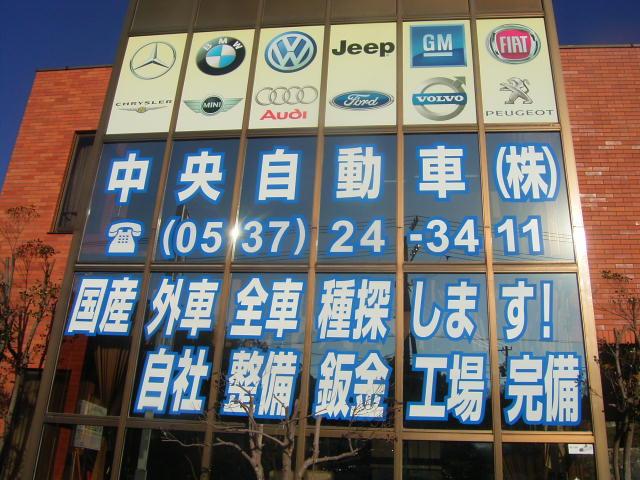 BMW Jeep GM FIAT
CHRYSLER MINI Audi Ford VOLVO PEUGEOT
中央自動車(株)
☎(0537)24-3411
国産外車全車種探します!
自社整備鈑金工場完備